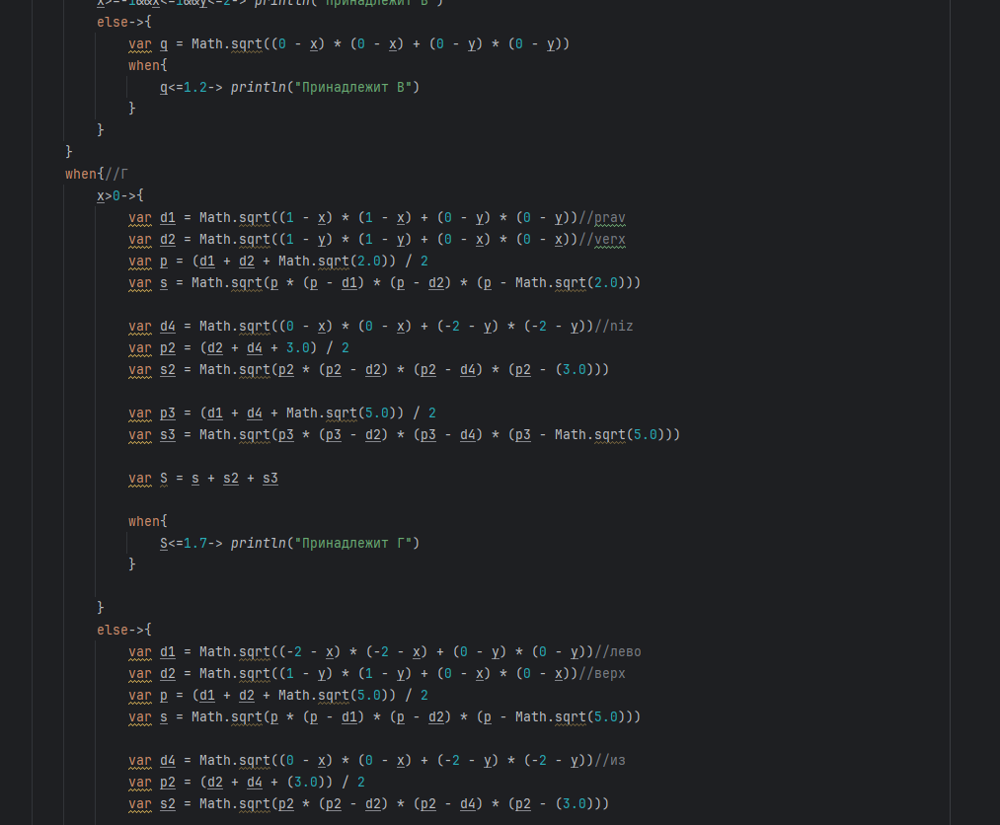 x>=-1&&x<=1&&y<=2-> println("Принадлежит В")
else->{
var q = Math.sqrt((0 - x) * (0 - x) + (0 - y) * (0 - y))
when{
q<=1.2-> println("Принадлежит В")
}
}
}
when{//Г
x>0->{
var d1 = Math.sqrt((1 - x) * (1 - x) + (0 - y) * (0 - y))//prav
var d2 = Math.sqrt((1 - y) * (1 - y) + (0 - x) * (0 - x))//verx
var p = (d1 + d2 + Math.sqrt(2.0)) / 2
var s = Math.sqrt(p * (p - d1) * (p - d2) * (p - Math.sqrt(2.0)))
var d4 = Math.sqrt((0 - x) * (0 - x) + (-2 - y) * (-2 - y))//niz
var p2 = (d2 + d4 + 3.0) / 2
var s2 = Math.sqrt(p2 * (p2 - d2) * (p2 - d4) * (p2 - (3.0)))
var p3 = (d1 + d4 + Math.sqrt(5.0)) / 2
var s3 = Math.sqrt(p3 * (p3 - d2) * (p3 - d4) * (p3 - Math.sqrt(5.0)))
var S = s + s2 + s3
when{
S<=1.7-> println("Принадлежит Г")
}
}
else->{
var d1 = Math.sqrt((-2 - x) * (-2 - x) + (0 - y) * (0 - y))//лево
var d2 = Math.sqrt((1 - y) * (1 - y) + (0 - x) * (0 - x))//верх
var p = (d1 + d2 + Math.sqrt(5.0)) / 2
var s = Math.sqrt(p * (p - d1) * (p - d2) * (p - Math.sqrt(5.0)))
var d4 = Math.sqrt((0 - x) * (0 - x) + (-2 - y) * (-2 - y))//из
var p2 = (d2 + d4 + (3.0)) / 2
var s2 = Math.sqrt(p2 * (p2 - d2) * (p2 - d4) * (p2 - (3.0)))